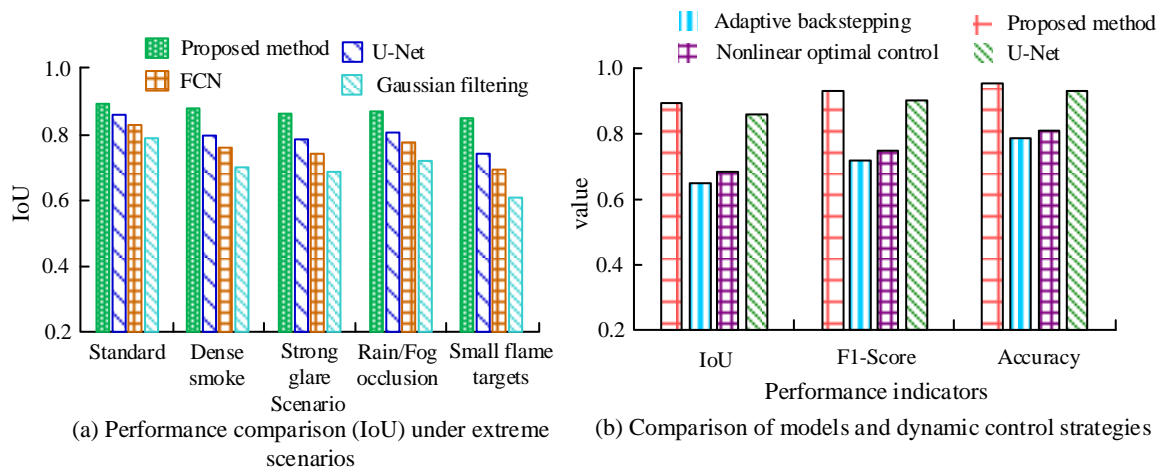 Proposed method
U-Net
FCN
Gaussian filtering
1.0
0.8
0.6
0.4
0.2
IoU
Standard
Dense smoke
Strong glare
Rain/Fog occlusion
Small flame targets
Scenario
(a) Performance comparison (IoU) under extreme
scenarios
Adaptive backstepping
Proposed method
Nonlinear optimal control
U-Net
1.0
0.8
0.6
0.4
0.2
value
IoU
F1-Score
Accuracy
Performance indicators
(b) Comparison of models and dynamic control strategies